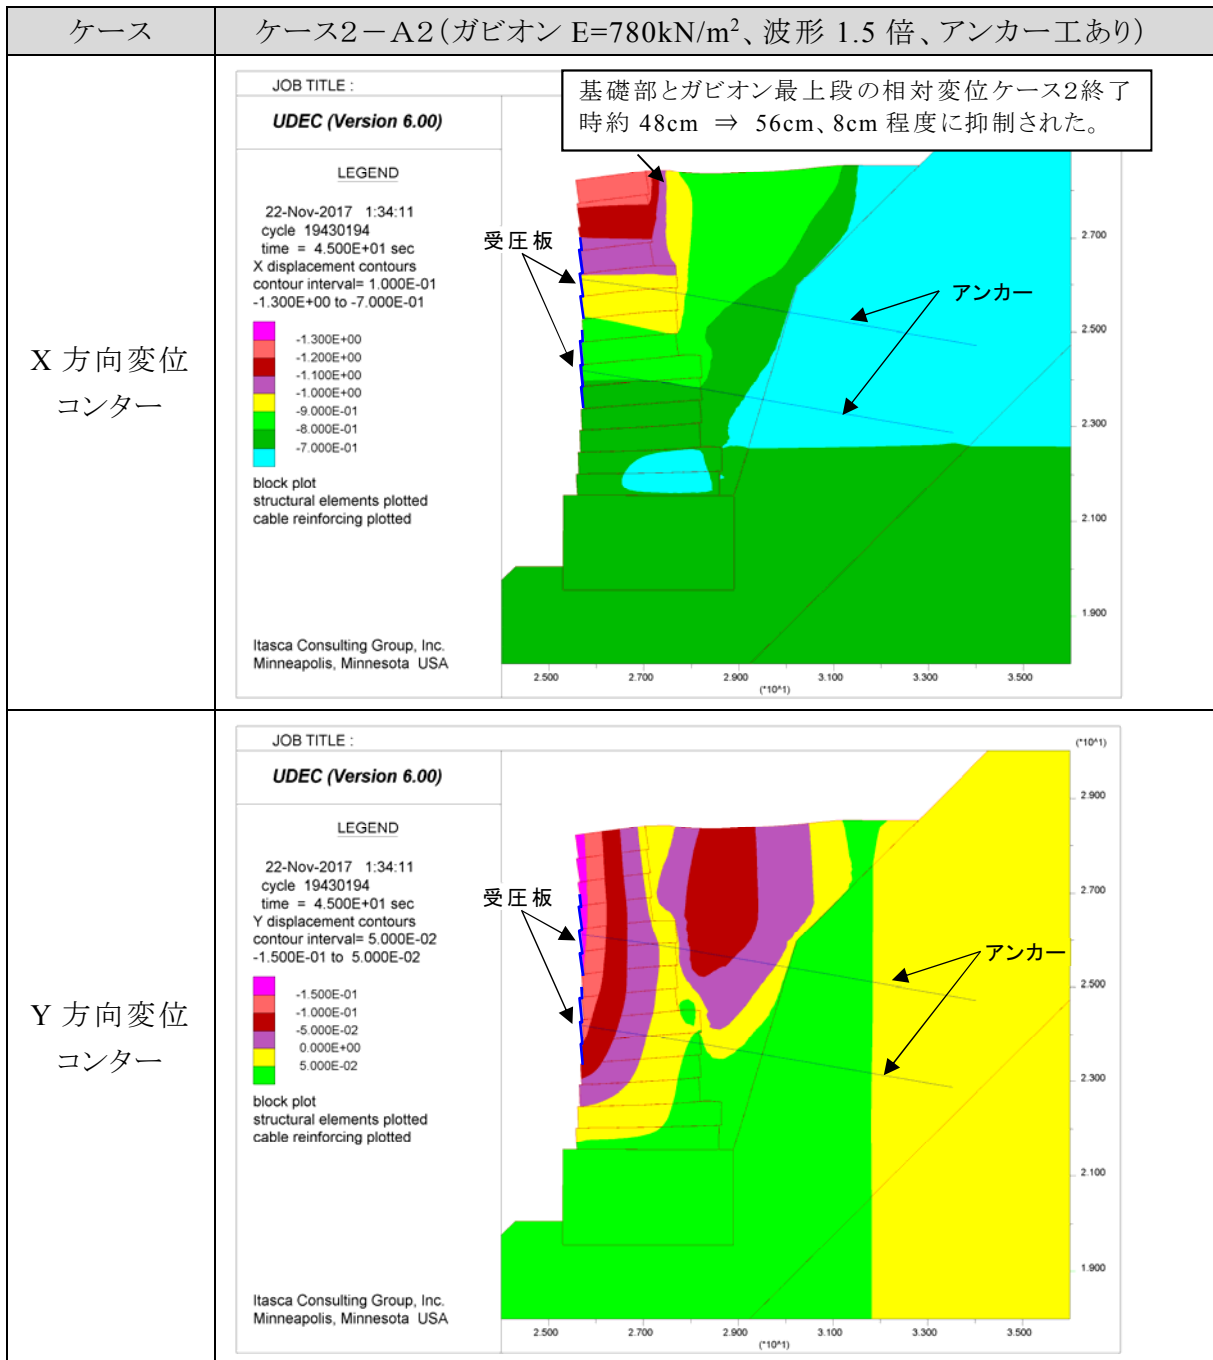 ケース
ケース2-A2(ガビオン E=780kN/m²、波形 1.5 倍、アンカー工あり)
X 方向変位
コンター
JOB TITLE :
UDEC (Version 6.00)
LEGEND
22-Nov-2017 1:34:11
cycle 19430194
time = 4.500E+01 sec
X displacement contours
contour interval= 1.000E-01
-1.300E+00 to -7.000E-01
-1.300E+00
-1.200E+00
-1.100E+00
-1.000E+00
-9.000E-01
-8.000E-01
-7.000E-01
block plot
structural elements plotted
cable reinforcing plotted
Itasca Consulting Group, Inc.
Minneapolis, Minnesota USA
基礎部とガビオン最上段の相対変位ケース2終了
時約 48cm ⇒ 56cm、8cm 程度に抑制された。
受圧板
アンカー
2.700
2.500
2.300
2.100
1.900
2.500
2.700
2.900
3.100
3.300
3.500
(*10^1)
Y 方向変位
コンター
JOB TITLE :
UDEC (Version 6.00)
LEGEND
22-Nov-2017 1:34:11
cycle 19430194
time = 4.500E+01 sec
Y displacement contours
contour interval= 5.000E-02
-1.500E-01 to 5.000E-02
-1.500E-01
-1.000E-01
-5.000E-02
0.000E+00
5.000E-02
block plot
structural elements plotted
cable reinforcing plotted
Itasca Consulting Group, Inc.
Minneapolis, Minnesota USA
受圧板
アンカー
(*10^1)
2.900
2.700
2.500
2.300
2.100
1.900
2.500
2.700
2.900
3.100
3.300
3.500
(*10^1)